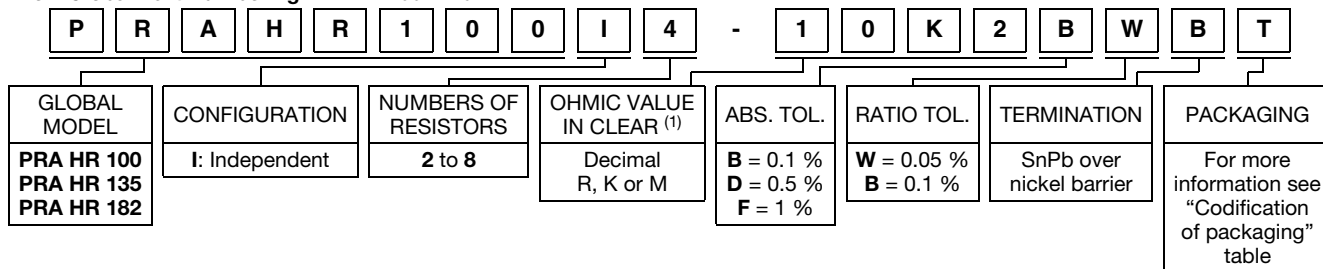 P R A H R 1 0 0 I 4 - 1 0 K 2 B W B T
GLOBAL MODEL
PRA HR 100
PRA HR 135
PRA HR 182
CONFIGURATION
I: Independent
NUMBERS OF RESISTORS
2 to 8
OHMIC VALUE IN CLEAR (1)
Decimal
R, K or M
ABS. TOL.
B = 0.1 %
D = 0.5 %
F = 1 %
RATIO TOL.
W = 0.05 %
B = 0.1 %
TERMINATION
SnPb over
nickel barrier
PACKAGING
For more
information see
“Codification
of packaging”
table